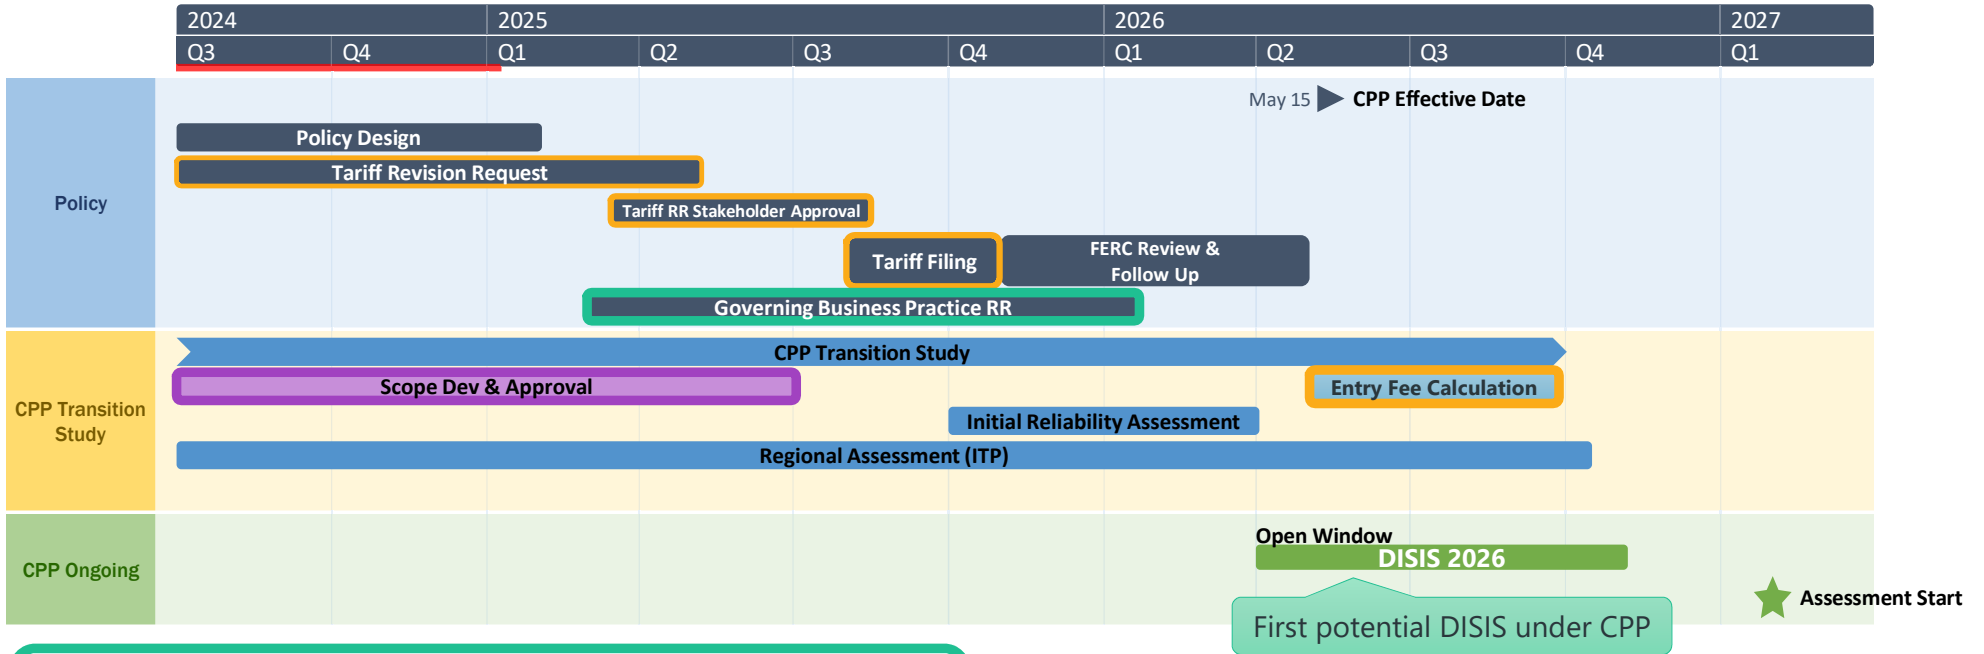 2024 2025 2026 2027
Q3 Q4 Q1 Q2 Q3 Q4 Q1 Q2 Q3 Q4 Q1
May 15 CPP Effective Date
Policy Design
Tariff Revision Request
Policy
Tariff RR Stakeholder Approval
Tariff Filing
FERC Review &
Follow Up
Governing Business Practice RR
CPP Transition Study
Scope Dev & Approval
Entry Fee Calculation
CPP Transition
Study
Initial Reliability Assessment
Regional Assessment (ITP)
Open Window
DISIS 2026
CPP Ongoing
Assessment Start
First potential DISIS under CPP